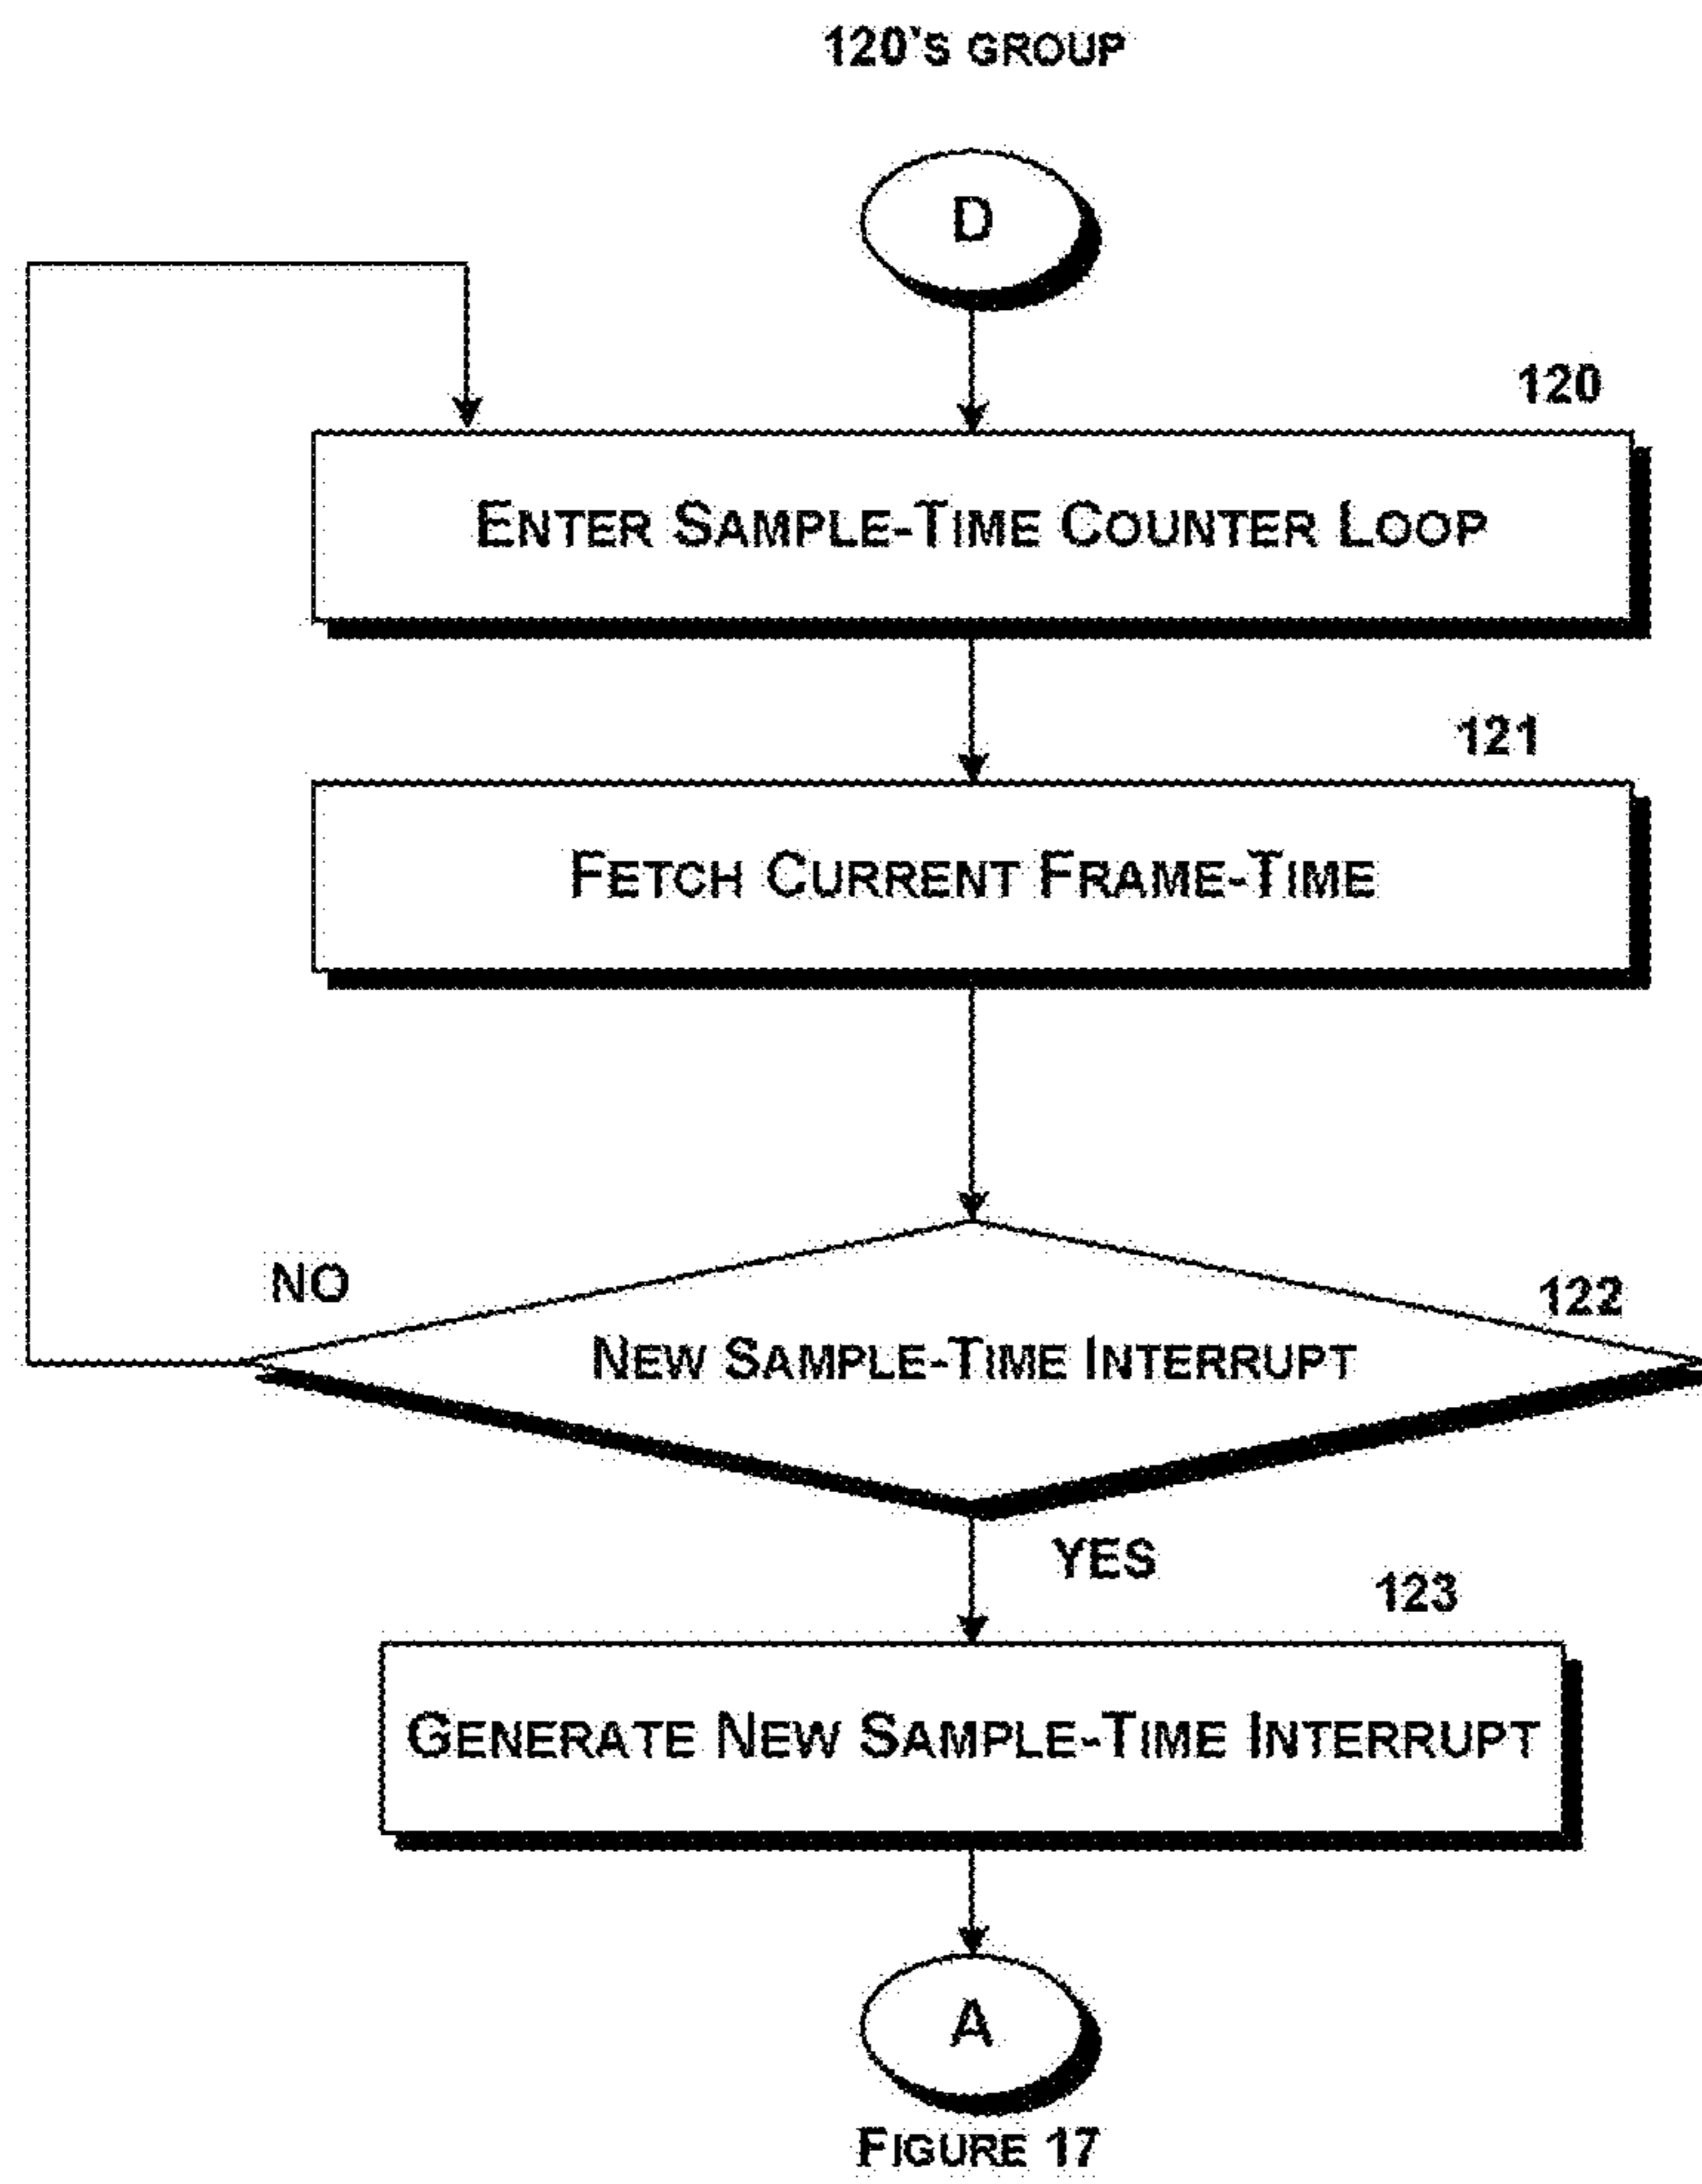 120'S GROUP
D
120
ENTER SAMPLE-TIME COUNTER LOOP
121
FETCH CURRENT FRAME-TIME
NO
122
NEW SAMPLE-TIME INTERRUPT
YES
123
GENERATE NEW SAMPLE-TIME INTERRUPT
A
FIGURE 17